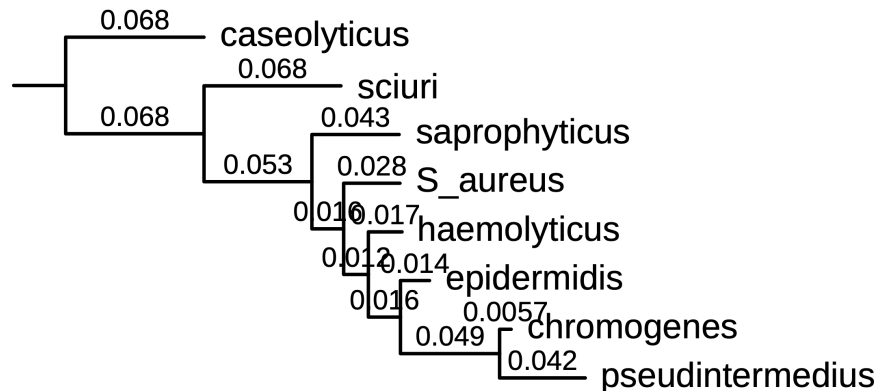 0.068
caseolyticus
0.068
sciuri
0.068
0.043
saprophyticus
0.053
0.028
S_aureus
0.016
0.017
haemolyticus
0.012
0.014
epidermidis
0.016
0.0057
chromogenes
0.049
0.042
pseudintermedius